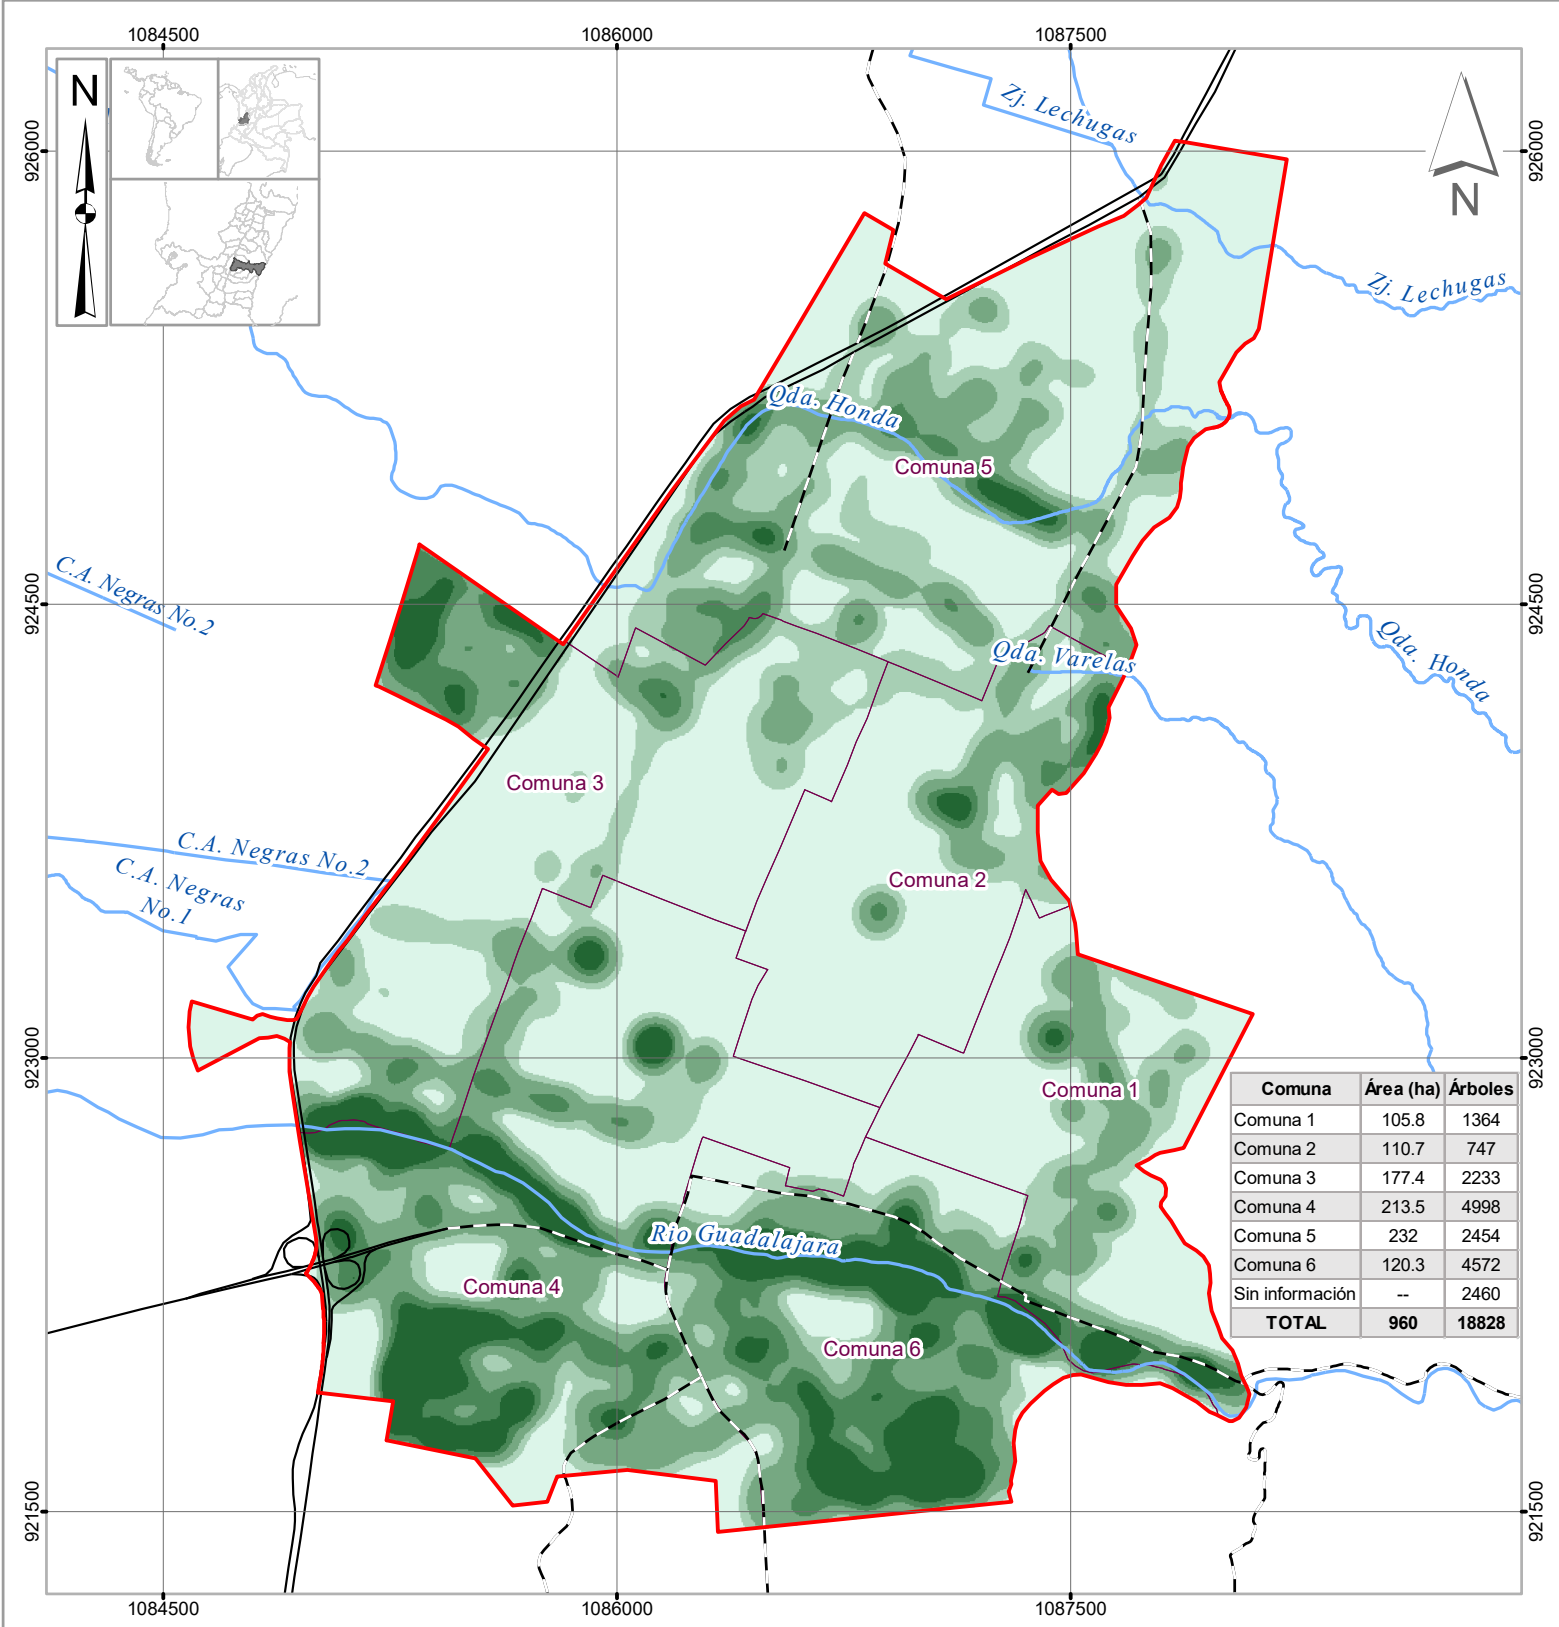 1084500 1086000 1087500
926000
924500
923000
921500
926000
924500
923000
921500
N
N
Zj. Lechugas
Zj. Lechugas
Qda. Honda
Comuna 5
C.A. Negras No.2
Qda. Honda
Qda. Varelas
Comuna 3
C.A. Negras No.2
C.A. Negras
No.1
Comuna 2
Comuna 1
Rio Guadalajara
Comuna 4
Comuna 6
Comuna Área (ha) Árboles
Comuna 1 105.8 1364
Comuna 2 110.7 747
Comuna 3 177.4 2233
Comuna 4 213.5 4998
Comuna 5 232 2454
Comuna 6 120.3 4572
Sin información -- 2460
TOTAL 960 18828
1084500 1086000 1087500